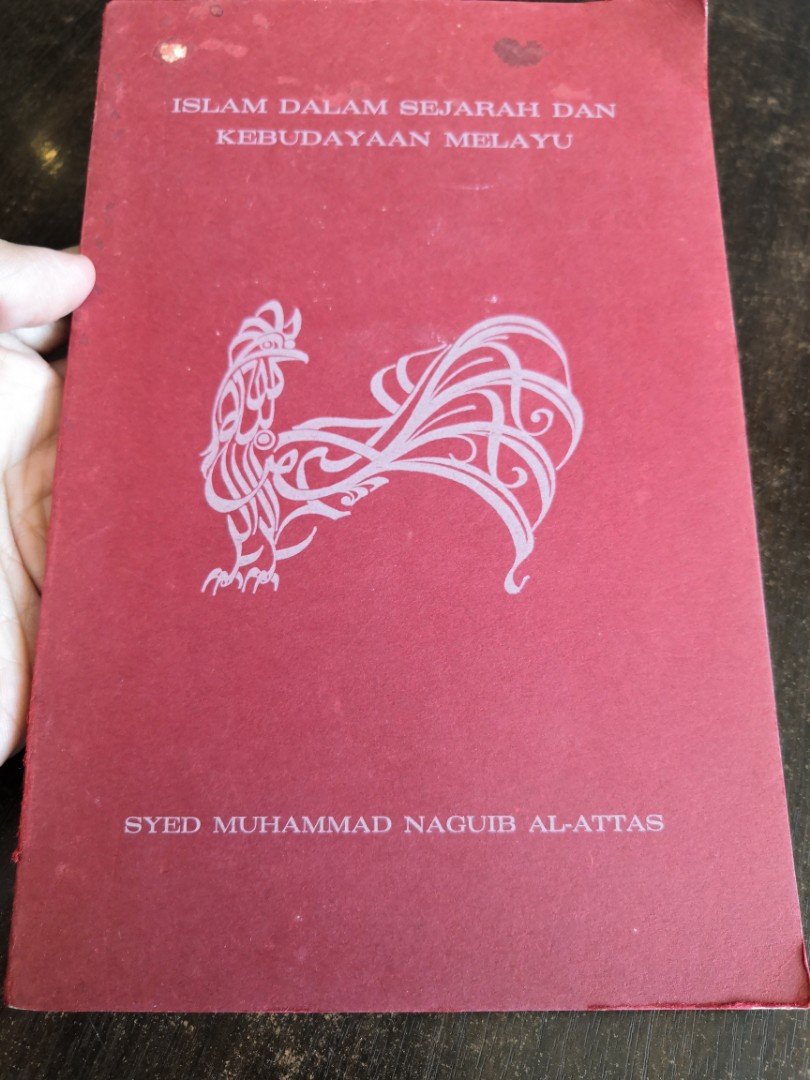 ISLAM DALAM SEJARAH DAN
KEBUDAYAAN MELAYU
SYED MUHAMMAD NAGUIB AL-ATTAS